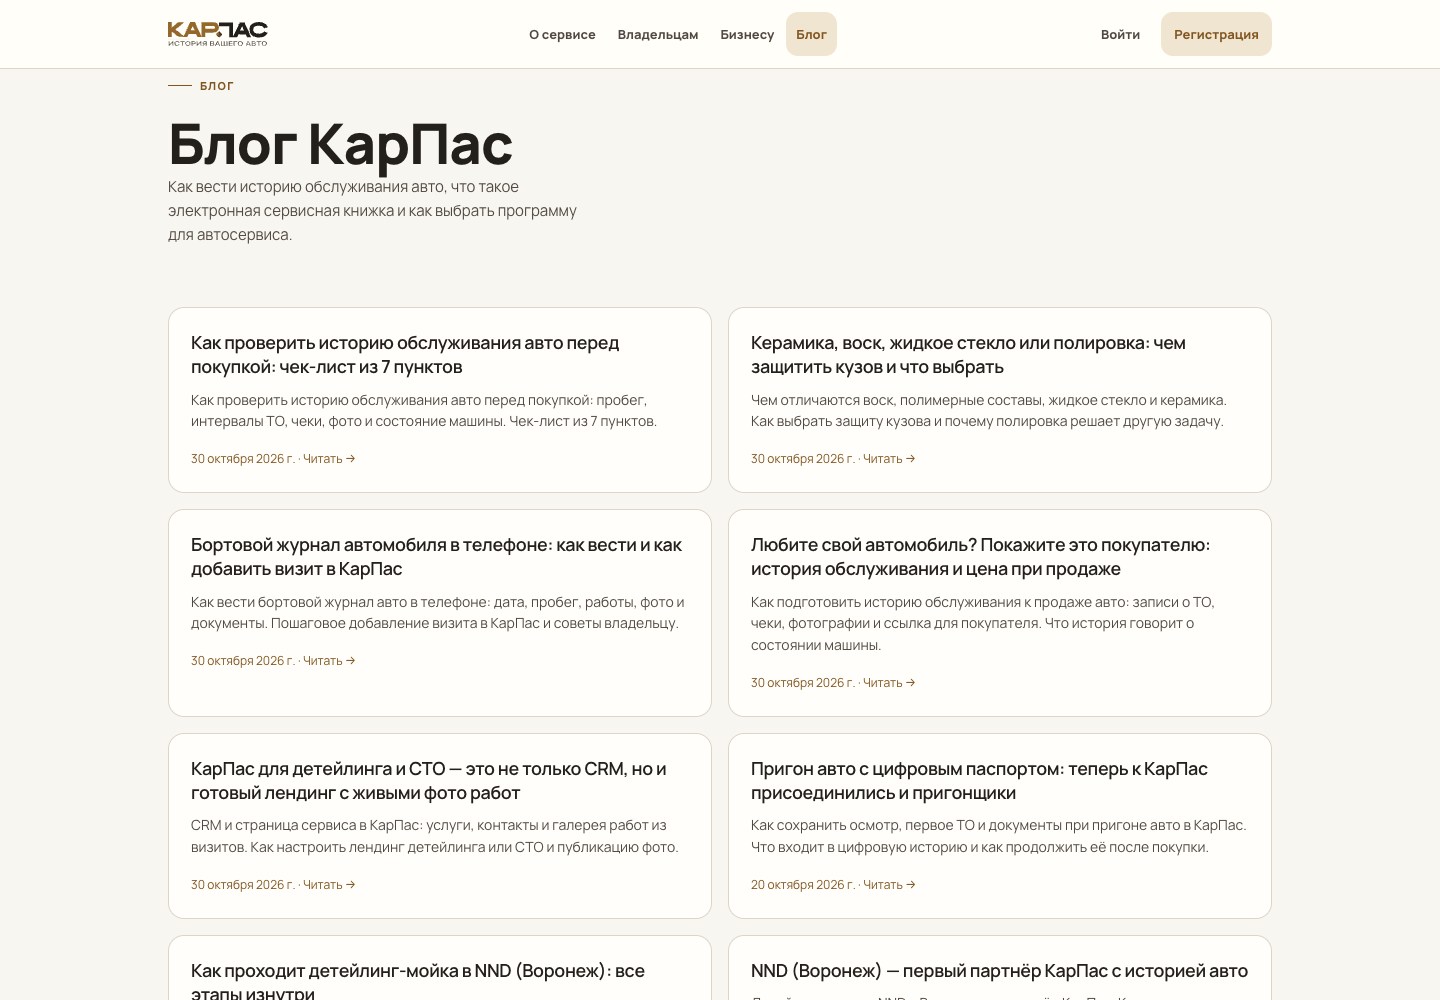 КАРПАС
ИСТОРИЯ ВАШЕГО АВТО
О сервисе
Владельцам
Бизнесу
Блог
Войти
Регистрация
БЛОГ
Блог КарПас
Как вести историю обслуживания авто, что такое
электронная сервисная книжка и как выбрать программу
для автосервиса.
Как проверить историю обслуживания авто перед
покупкой: чек-лист из 7 пунктов
Как проверить историю обслуживания авто перед покупкой: пробег,
интервалы ТО, чеки, фото и состояние машины. Чек-лист из 7 пунктов.
30 октября 2026 г. · Читать →
Керамика, воск, жидкое стекло или полировка: чем
защитить кузов и что выбрать
Чем отличаются воск, полимерные составы, жидкое стекло и керамика.
Как выбрать защиту кузова и почему полировка решает другую задачу.
30 октября 2026 г. · Читать →
Бортовой журнал автомобиля в телефоне: как вести и как
добавить визит в КарПас
Как вести бортовой журнал авто в телефоне: дата, пробег, работы, фото и
документы. Пошаговое добавление визита в КарПас и советы владельцу.
30 октября 2026 г. · Читать →
Любите свой автомобиль? Покажите это покупателю:
история обслуживания и цена при продаже
Как подготовить историю обслуживания к продаже авто: записи о ТО,
чеки, фотографии и ссылка для покупателя. Что история говорит о
состоянии машины.
30 октября 2026 г. · Читать →
КарПас для детейлинга и СТО — это не только CRM, но и
готовый лендинг с живыми фото работ
CRM и страница сервиса в КарПас: услуги, контакты и галерея работ из
визитов. Как настроить лендинг детейлинга или СТО и публикацию фото.
30 октября 2026 г. · Читать →
Пригон авто с цифровым паспортом: теперь к КарПас
присоединились и пригонщики
Как сохранить осмотр, первое ТО и документы при пригоне авто в КарПас.
Что входит в цифровую историю и как продолжить её после покупки.
20 октября 2026 г. · Читать →
Как проходит детейлинг-мойка в NND (Воронеж): все
этапы изнутри
NND (Воронеж) — первый партнёр КарПас с историей авто